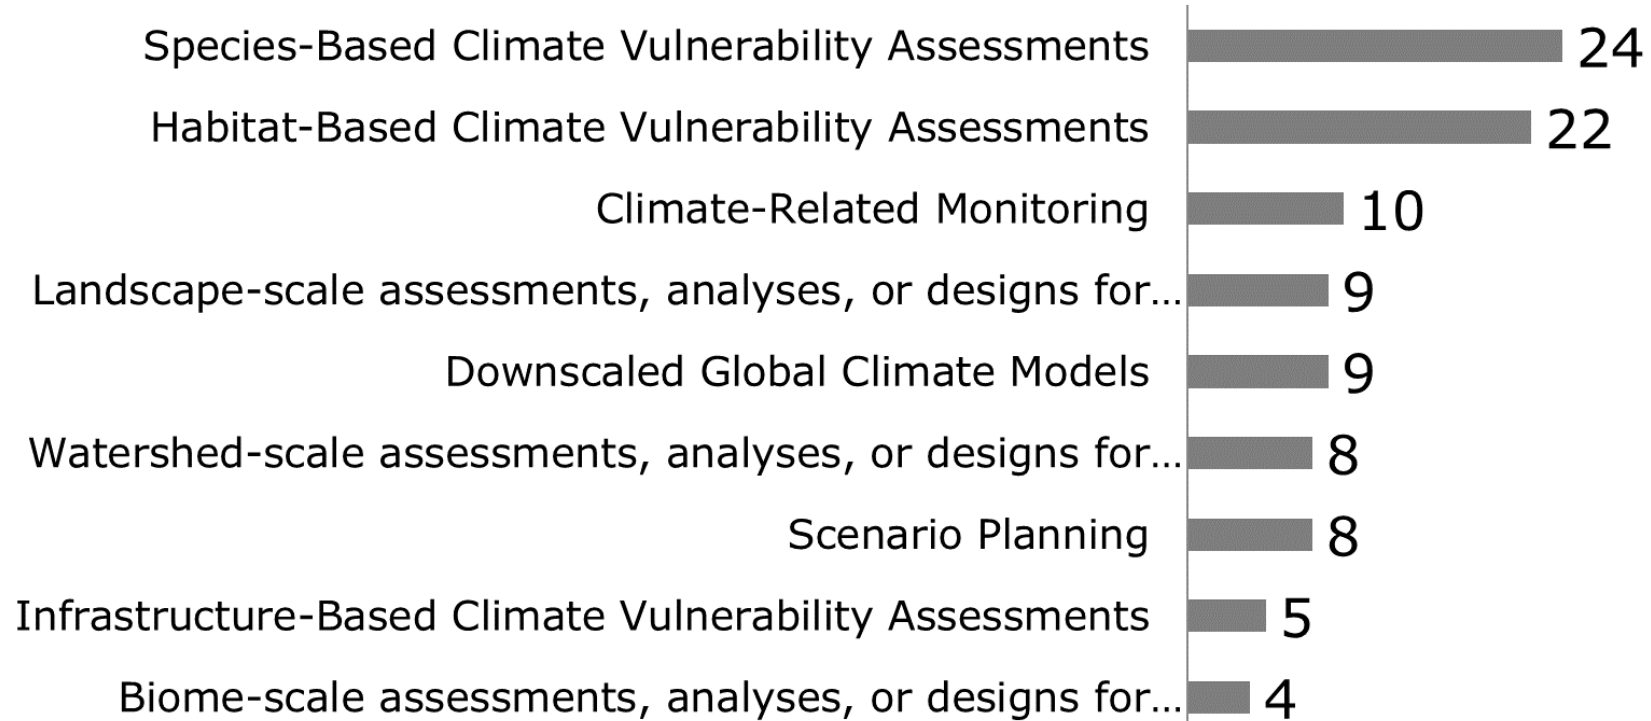 Species-Based Climate Vulnerability Assessments 24
Habitat-Based Climate Vulnerability Assessments 22
Climate-Related Monitoring 10
Landscape-scale assessments, analyses, or designs for... 9
Downscaled Global Climate Models 9
Watershed-scale assessments, analyses, or designs for... 8
Scenario Planning 8
Infrastructure-Based Climate Vulnerability Assessments 5
Biome-scale assessments, analyses, or designs for... 4